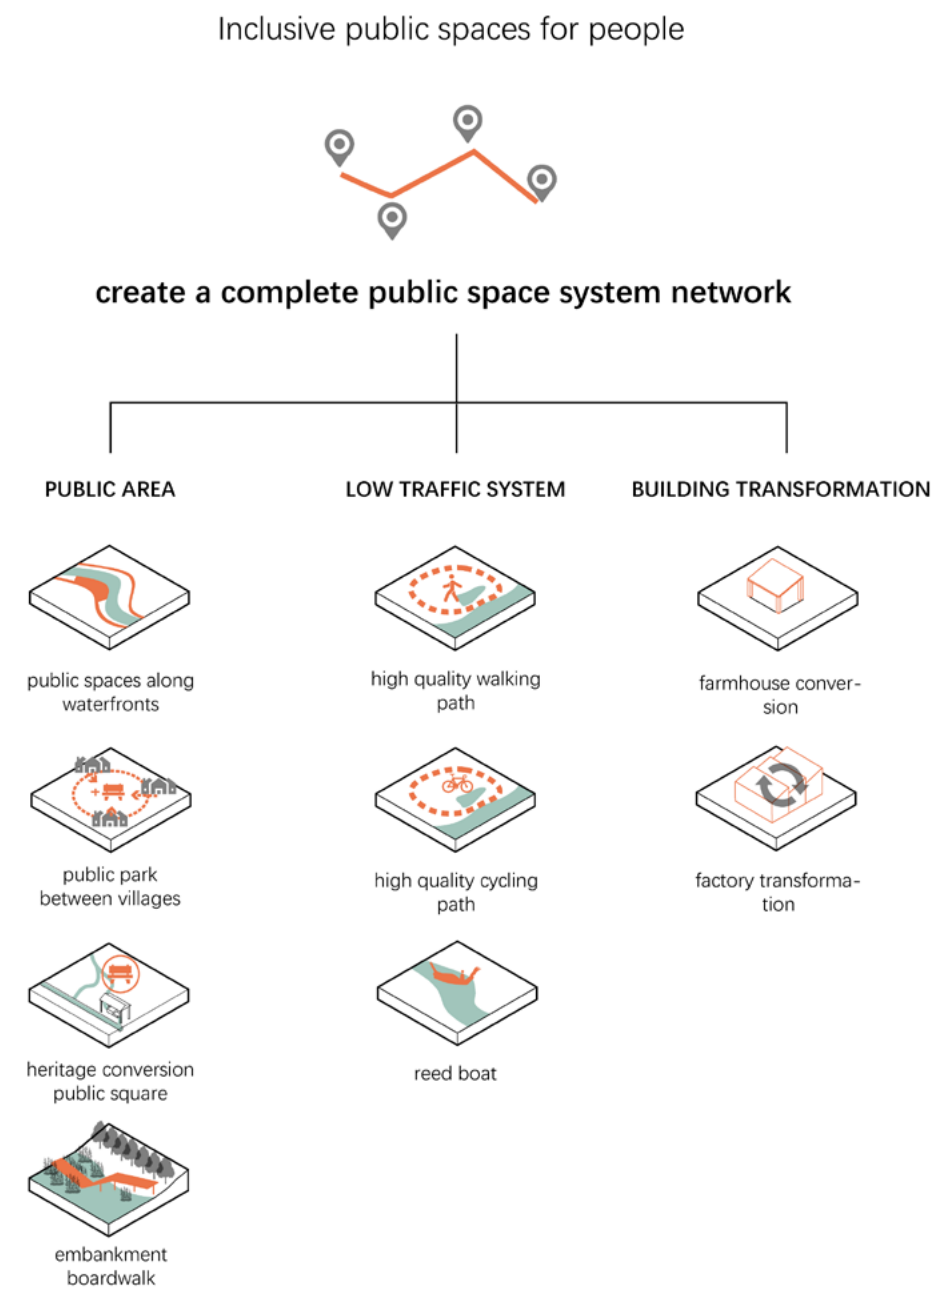 Inclusive public spaces for people
create a complete public space system network
PUBLIC AREA
public spaces along
waterfronts
public park
between villages
heritage conversion
public square
embankment
boardwalk
LOW TRAFFIC SYSTEM
high quality walking
path
high quality cycling
path
reed boat
BUILDING TRANSFORMATION
farmhouse conver-
sion
factory transforma-
tion